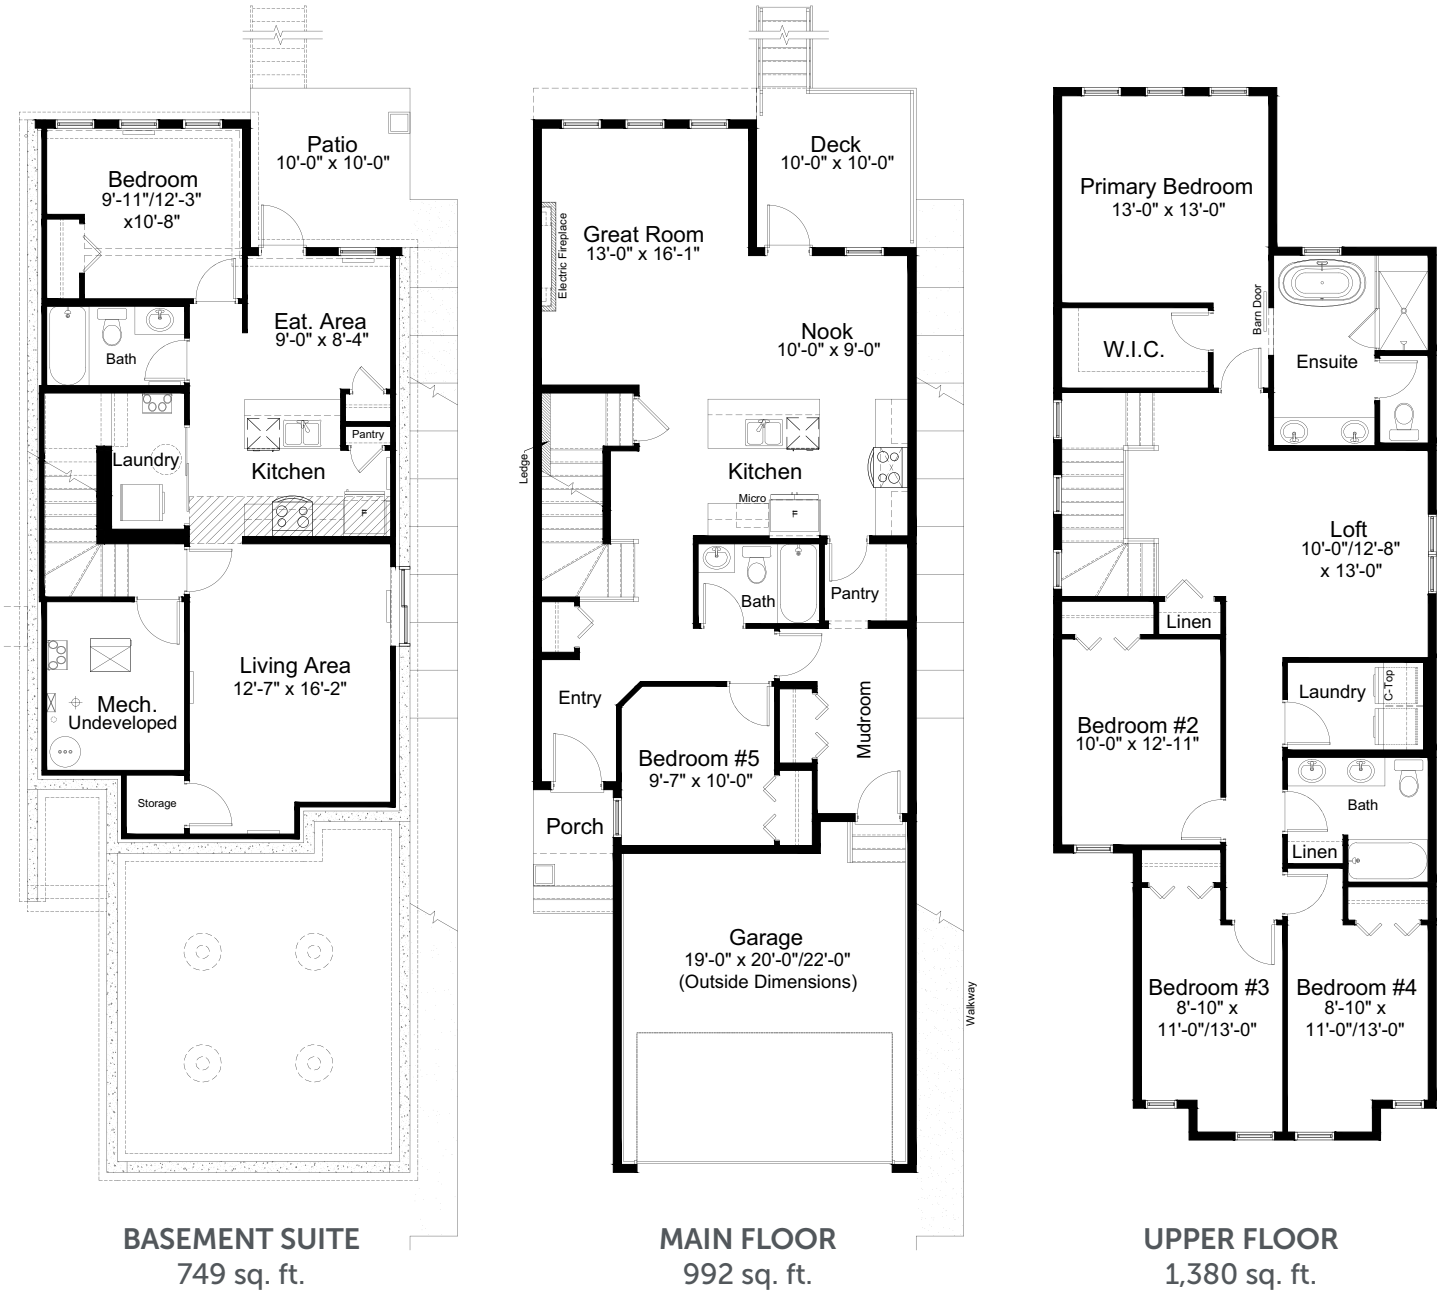 Patio
10'-0" x 10'-0"
Bedroom
9'-11"/12'-3"
x10'-8"
Eat. Area
9'-0" x 8'-4"
Bath
Pantry
Laundry
Kitchen
F
Living Area
12'-7" x 16'-2"
Mech.
Undeveloped
Storage
BASEMENT SUITE
749 sq. ft.
Deck
10'-0" x 10'-0"
Great Room
13'-0" x 16'-1"
Electric Fireplace
Nook
10'-0" x 9'-0"
Ledge
Kitchen
Micro
F
Bath
Pantry
Entry
Mudroom
Bedroom #5
9'-7" x 10'-0"
Porch
Garage
19'-0" x 20'-0"/22'-0"
(Outside Dimensions)
Walkway
MAIN FLOOR
992 sq. ft.
Primary Bedroom
13'-0" x 13'-0"
Barn Door
W.I.C.
Ensuite
Loft
10'-0"/12'-8"
x 13'-0"
Linen
Laundry
C-Top
Bedroom #2
10'-0" x 12'-11"
Bath
Linen
Bedroom #3
8'-10" x
11'-0"/13'-0"
Bedroom #4
8'-10" x
11'-0"/13'-0"
UPPER FLOOR
1,380 sq. ft.